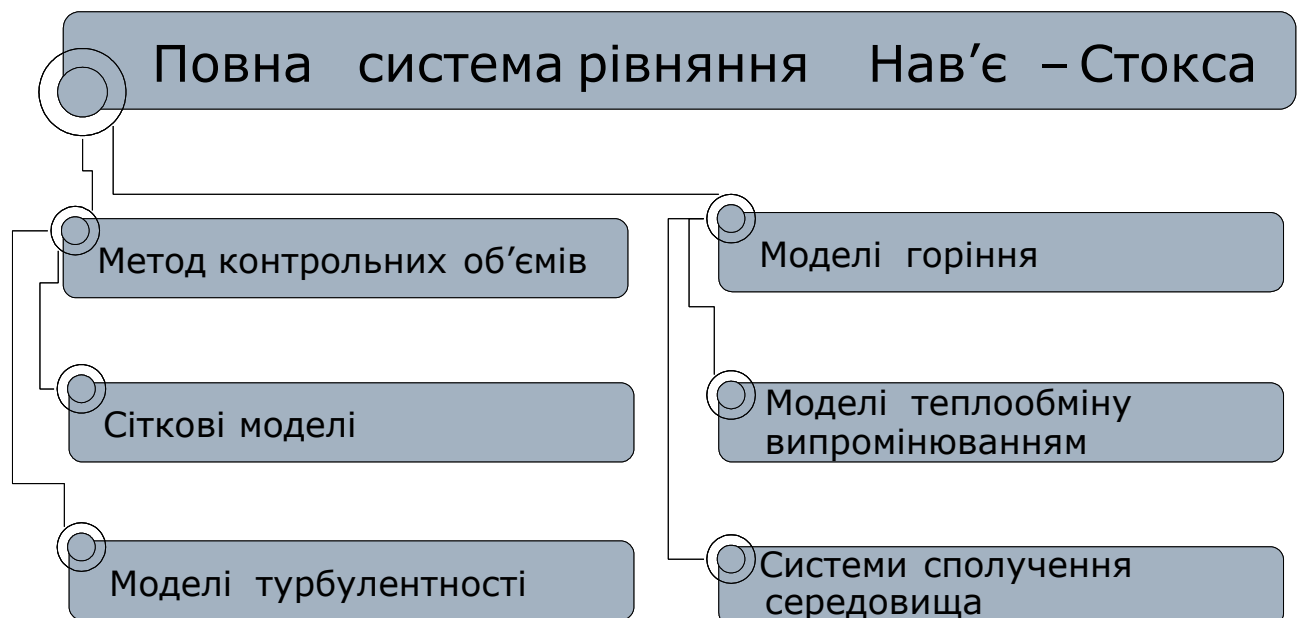 Повна система рівняння Нав’є – Стокса
Метод контрольних об’ємів
Сіткові моделі
Моделі турбулентності
Моделі горіння
Моделі теплообміну
випромінюванням
Системи сполучення
середовища